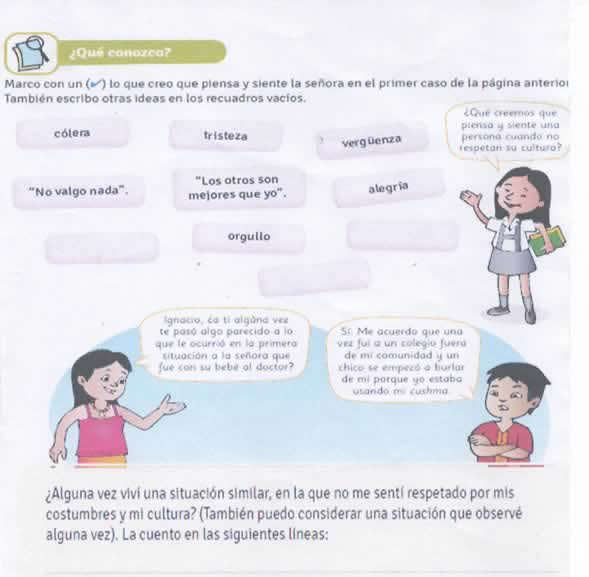 ¿Qué conozco?
Marco con un (✔) lo que creo que piensa y siente la señora en el primer caso de la página anterior
También escribo otras ideas en los recuadros vacíos.
¿Qué creemos que
piensa y siente una
persona cuando no
respetan su cultura?
cólera
tristeza
vergüenza
"No valgo nada".
"Los otros son
mejores que yo".
alegría
orgullo
Ignacio, ¿a ti alguna vez
te pasó algo parecido a lo
que le ocurrió en la primera
situación a la señora que
fue con su bebé al doctor?
Sí. Me acuerdo que una
vez fui a un colegio fuera
de mi comunidad y un
chico se empezó a burlar
de mí porque yo estaba
usando mi cushma.
¿Alguna vez viví una situación similar, en la que no me sentí respetado por mis
costumbres y mi cultura? (También puedo considerar una situación que observé
alguna vez). La cuento en las siguientes líneas: